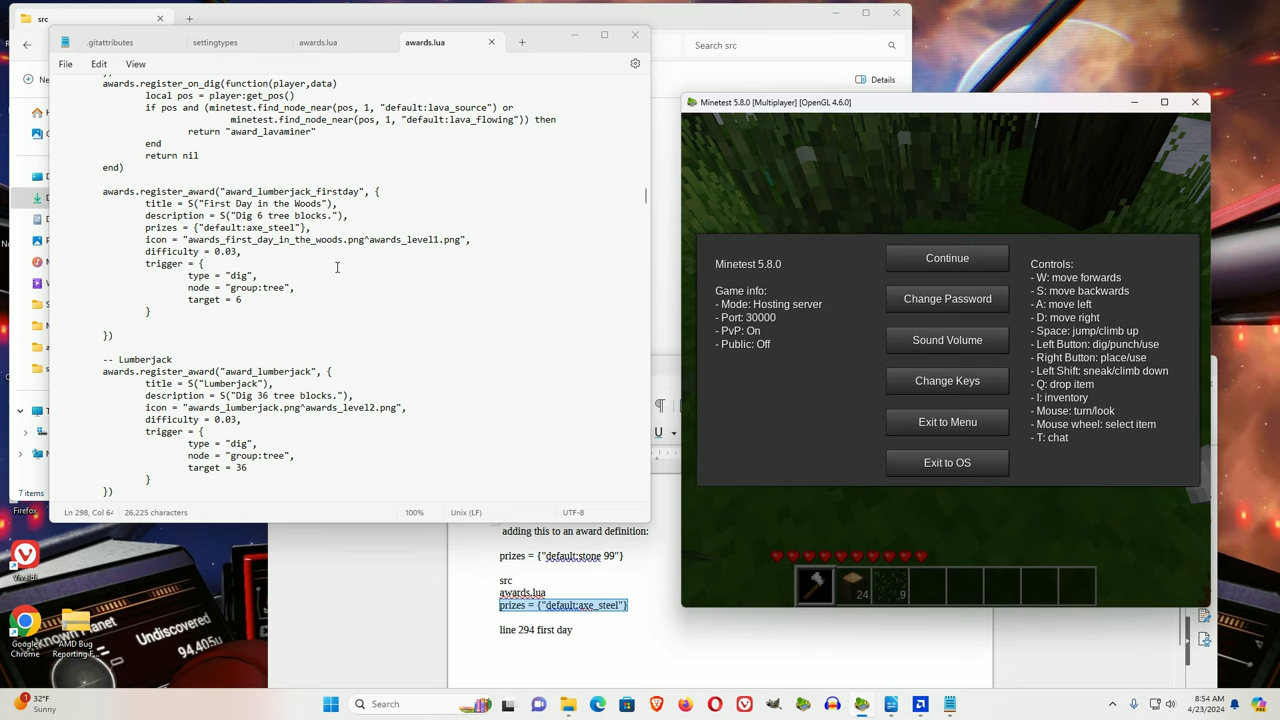 src
Search src
Details
.gitattributes
settingtypes
awards.lua
awards.lua
File
Edit
View
awards.register_on_dig(function(player,data)
local pos = player:get_pos()
if pos and (minetest.find_node_near(pos, 1, "default:lava_source") or
minetest.find_node_near(pos, 1, "default:lava_flowing")) then
return "award_lavaminer"
end
return nil
end)
awards.register_award("award_lumberjack_firstday", {
title = S("First Day in the Woods"),
description = S("Dig 6 tree blocks."),
prizes = {"default:axe_steel"},
icon = "awards_first_day_in_the_woods.png^awards_level1.png",
difficulty = 0.03,
trigger = {
type = "dig",
node = "group:tree",
target = 6
}
})
-- Lumberjack
awards.register_award("award_lumberjack", {
title = S("Lumberjack"),
description = S("Dig 36 tree blocks."),
icon = "awards_lumberjack.png^awards_level2.png",
difficulty = 0.03,
trigger = {
type = "dig",
node = "group:tree",
target = 36
}
})
Ln 298, Col 64
26,225 characters
100%
Unix (LF)
UTF-8
7 items
Minetest 5.8.0 [Multiplayer] [OpenGL 4.6.0]
Minetest 5.8.0
Game info:
- Mode: Hosting server
- Port: 30000
- PvP: On
- Public: Off
Continue
Change Password
Sound Volume
Change Keys
Exit to Menu
Exit to OS
Controls:
- W: move forwards
- S: move backwards
- A: move left
- D: move right
- Space: jump/climb up
- Left Button: dig/punch/use
- Right Button: place/use
- Left Shift: sneak/climb down
- Q: drop item
- I: inventory
- Mouse: turn/look
- Mouse wheel: select item
- T: chat
24
9
adding this to an award definition:
prizes = {"default:stone 99"}
src
awards.lua
prizes = {"default:axe_steel"}
line 294 first day
Firefox
Vivaldi
Google Chrome
AMD Bug Reporting F...
known Planet
Undiscovered
94.405u
32°F
Sunny
Search
8:54 AM
4/23/2024